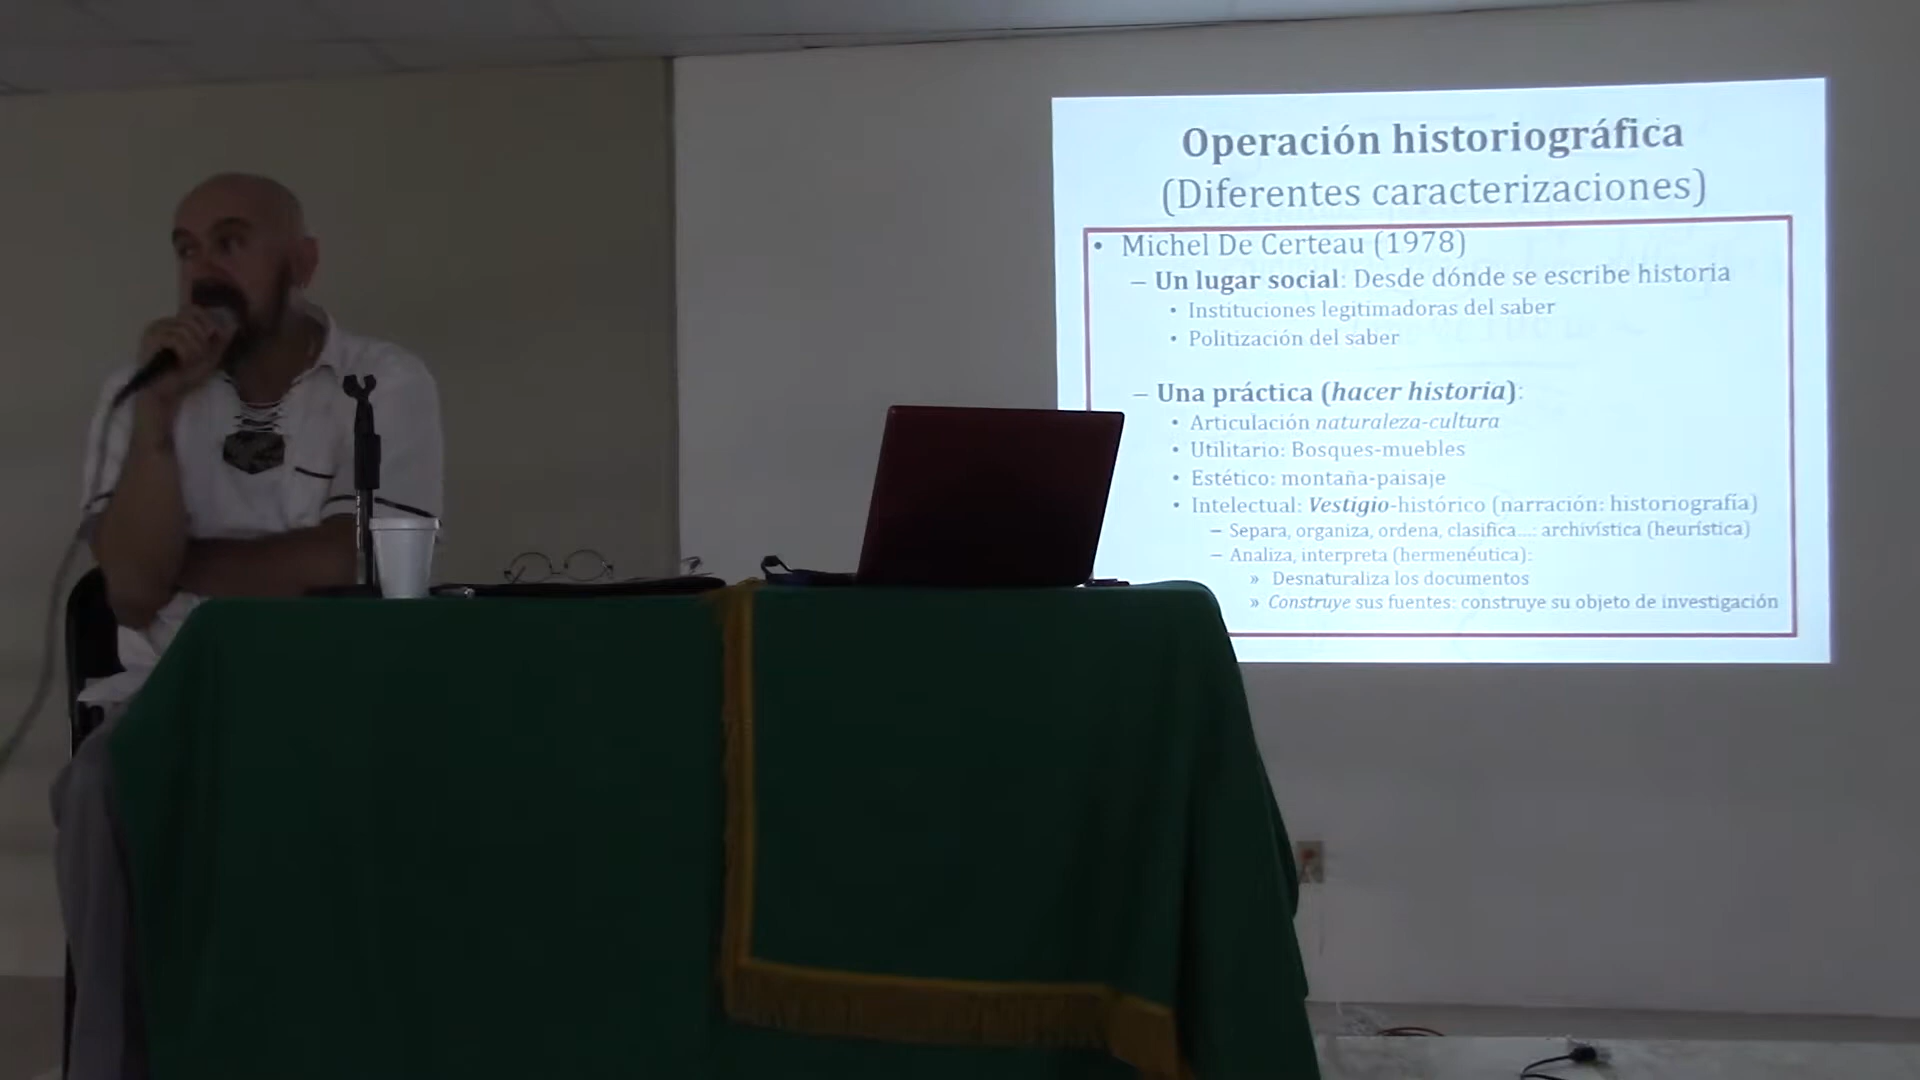 Operación historiográfica
(Diferentes caracterizaciones)
• Michel De Certeau (1978)
– Un lugar social: Desde dónde se escribe historia
• Instituciones legitimadoras del saber
• Politización del saber
– Una práctica (hacer historia):
• Articulación naturaleza-cultura
• Utilitario: Bosques-muebles
• Estético: montaña-paisaje
• Intelectual: Vestigio-histórico (narración: historiografía)
– Separa, organiza, ordena, clasifica...: archivística (heurística)
– Analiza, interpreta (hermenéutica):
» Desnaturaliza los documentos
» Construye sus fuentes: construye su objeto de investigación